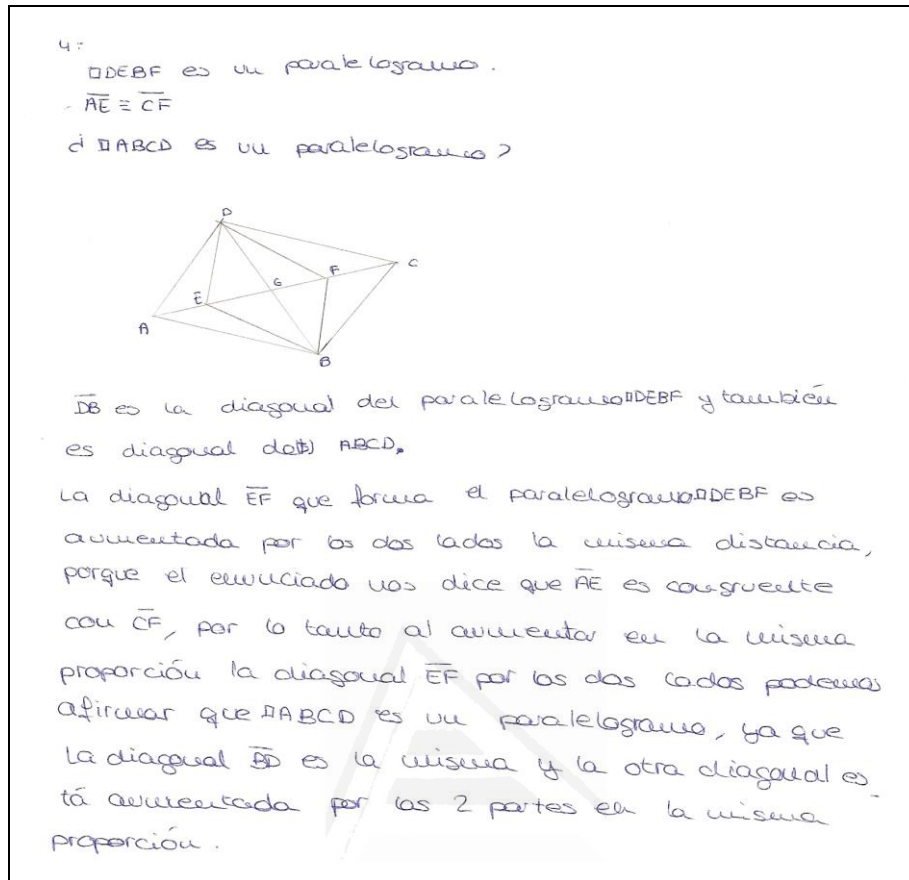 4:
□DEBF es un paralelogramo.
- AE ≡ CF
¿ □ABCD es un paralelogramo?
D
C
F
G
E
A
B
DB es la diagonal del paralelogramo □DEBF y también
es diagonal de ABCD.
La diagonal EF que forma el paralelogramo □DEBF es
aumentada por los dos lados la misma distancia,
porque el enunciado nos dice que AE es congruente
con CF, por lo tanto al aumentar en la misma
proporción la diagonal EF por los dos lados podemos
afirmar que □ABCD es un paralelogramo, ya que
la diagonal BD es la misma y la otra diagonal es
tá aumentada por las 2 partes en la misma
proporción.